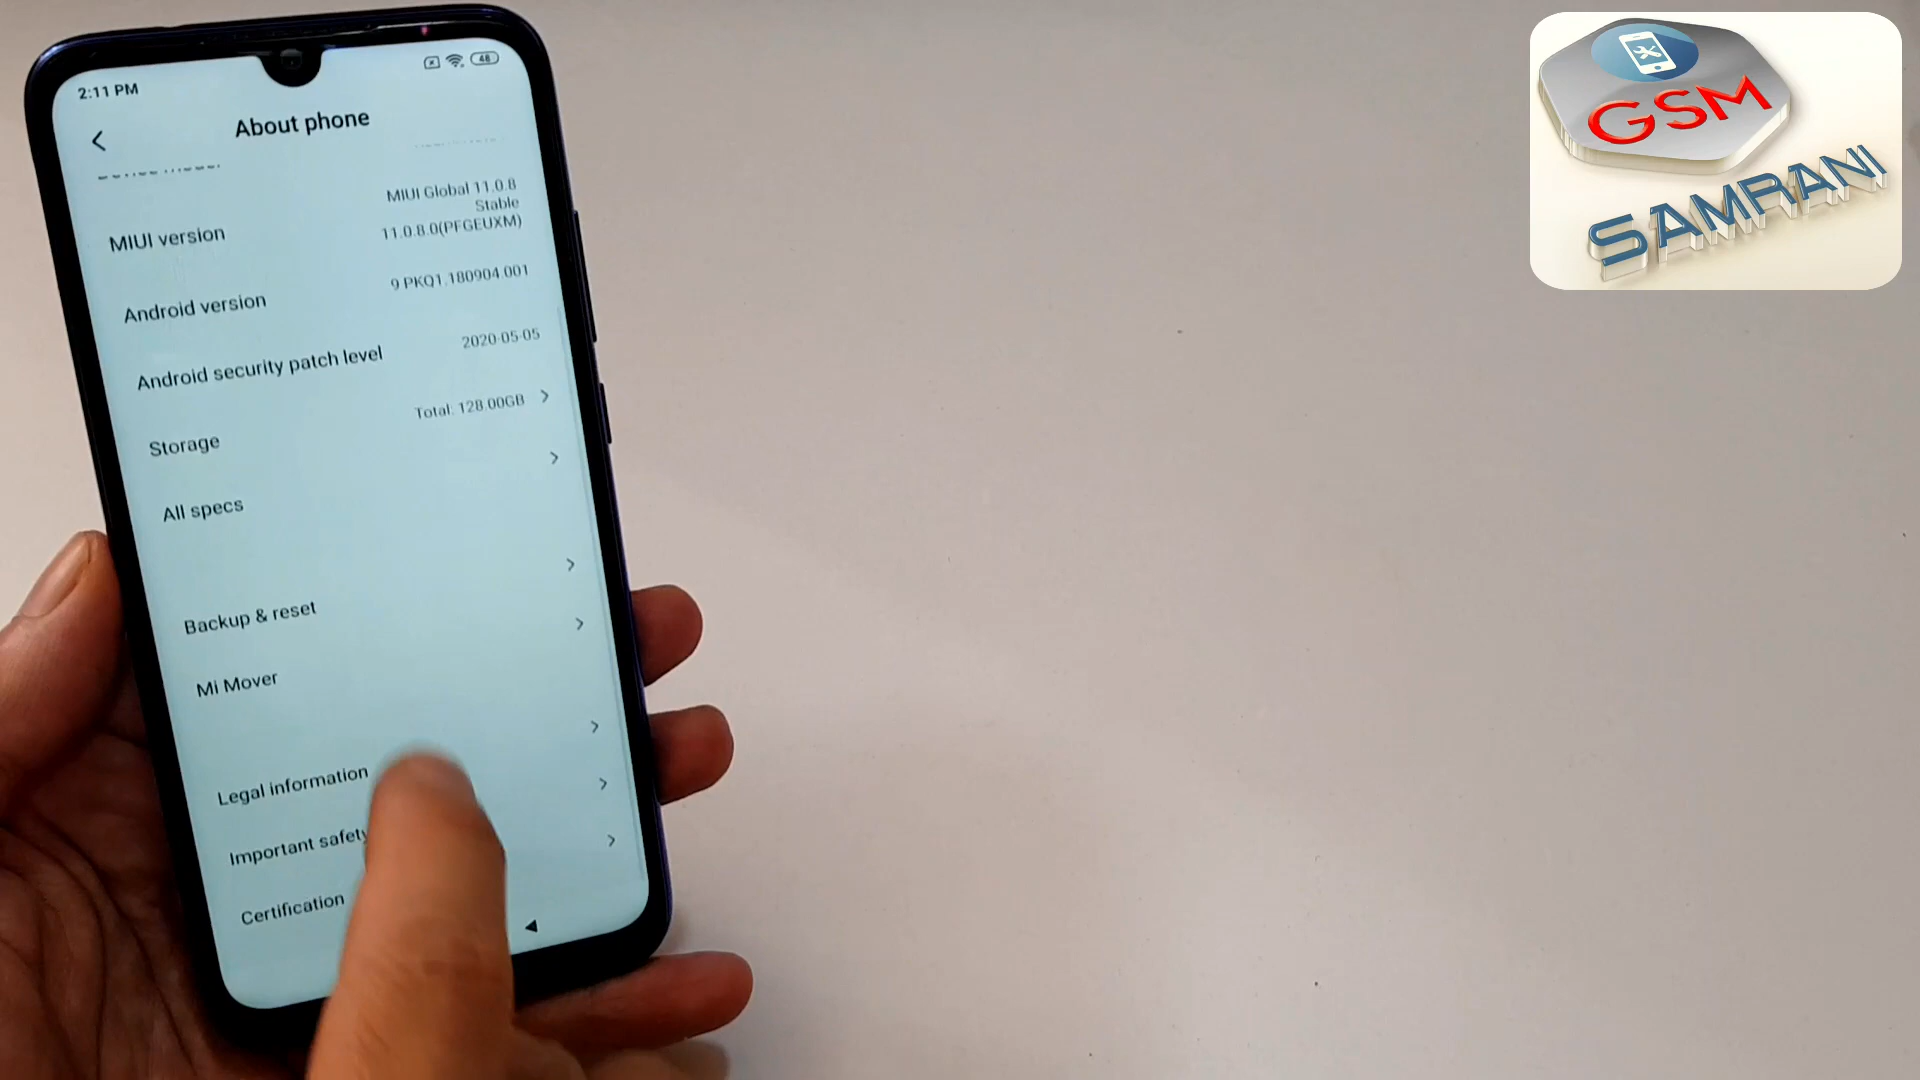 2:11 PM
48
About phone
MIUI version
MIUI Global 11.0.8
Stable
11.0.8.0(PFGEUXM)
Android version
9 PKQ1.180904.001
Android security patch level
2020-05-05
Storage
Total: 128.00GB
All specs
Backup & reset
Mi Mover
Legal information
Important safety
Certification
GSM
SAMRANI